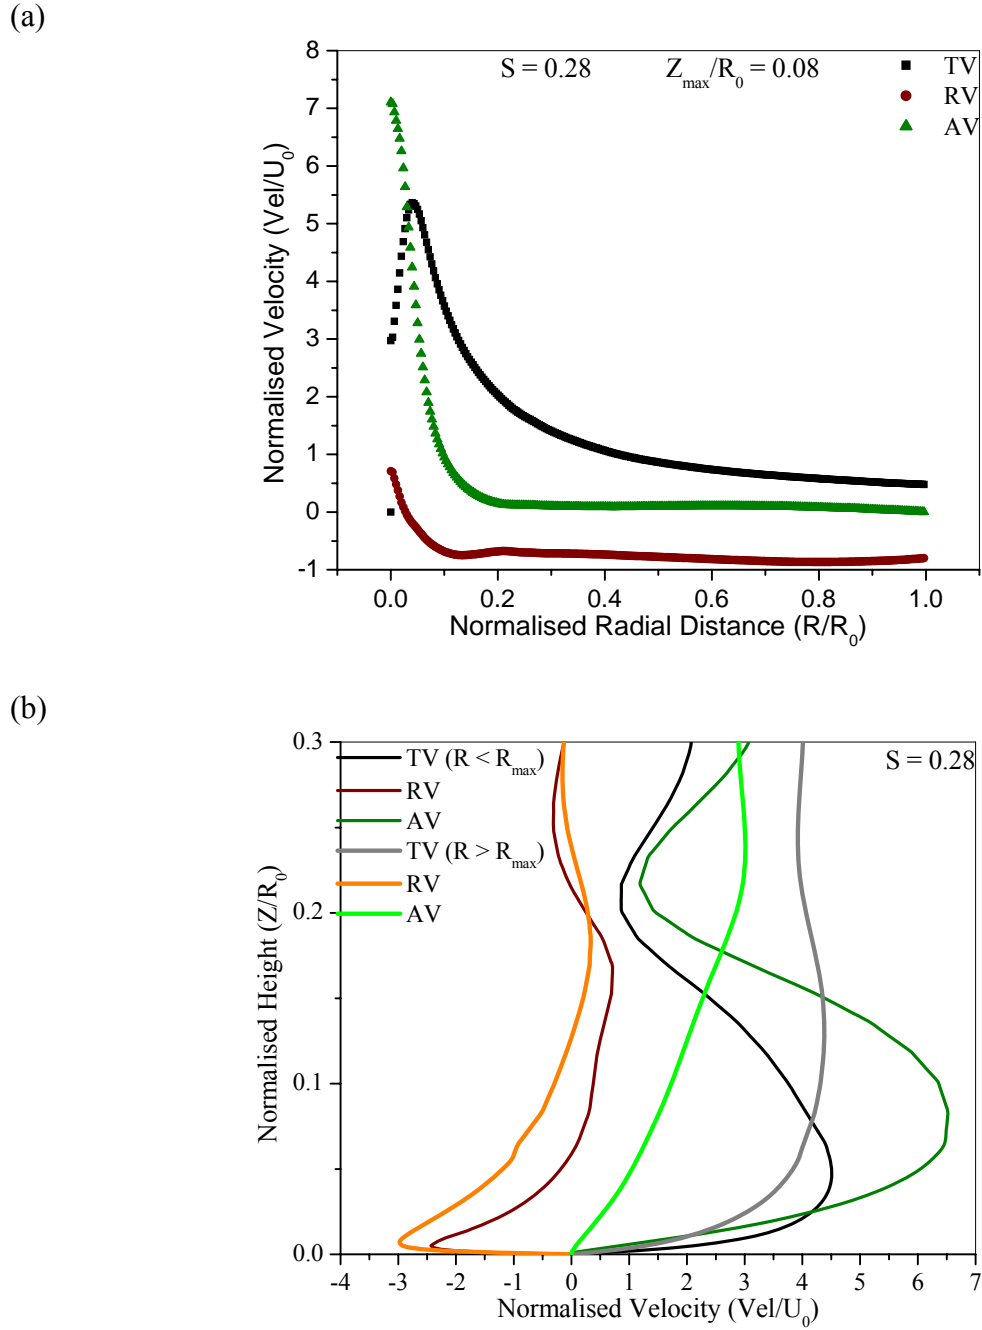 (a)
8
7
6
5
4
3
2
1
0
-1
Normalised Velocity (Vel/U0)
S = 0.28 Zmax/R0 = 0.08
TV
RV
AV
0.0 0.2 0.4 0.6 0.8 1.0
Normalised Radial Distance (R/R0)
(b)
0.3
0.2
0.1
0.0
Normalised Height (Z/R0)
TV (R < Rmax)
RV
AV
TV (R > Rmax)
RV
AV
S = 0.28
-4 -3 -2 -1 0 1 2 3 4 5 6 7
Normalised Velocity (Vel/U0)